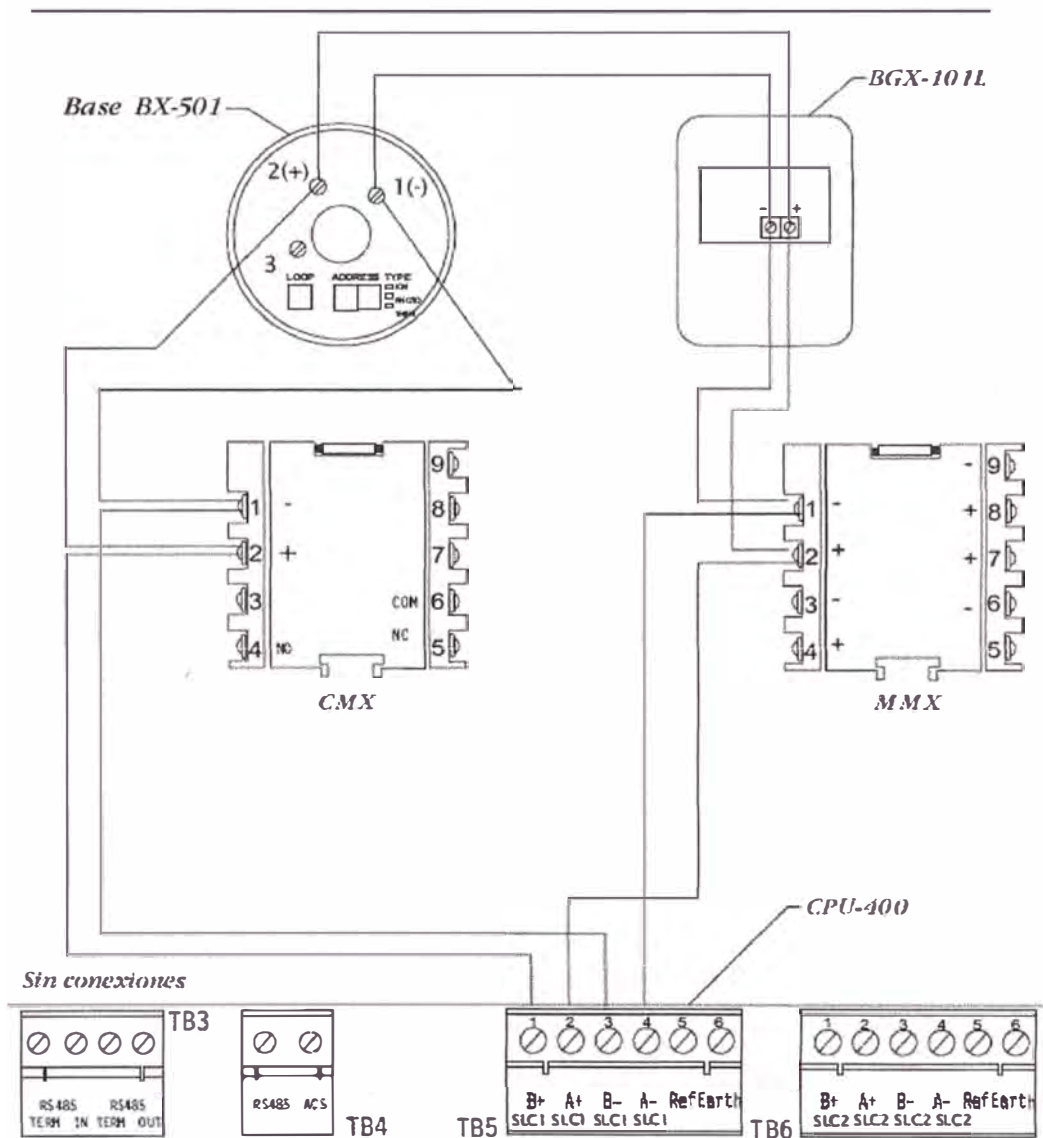 BGX-101L
Base BX-501
2(+)
1(-)
3
LOOP ADDRESS TYPE
ION
PHOTO
- +
9
1 - 8
2 + 7
3 COM 6
4 NO NC 5
CMX
- 9
1 - + 8
2 + + 7
3 - - 6
4 + 5
MMX
CPU-400
Sin conexiones
TB3
1 2 3 4 5 6
1 2 3 4 5 6
RS485 RS485
TERM IN TERM OUT
RS485 ACS
TB4
B+ A+ B- A- Ref Earth
SLC1 SLC1 SLC1 SLC1
TB5
B+ A+ B- A- Ref Earth
SLC2 SLC2 SLC2 SLC2
TB6